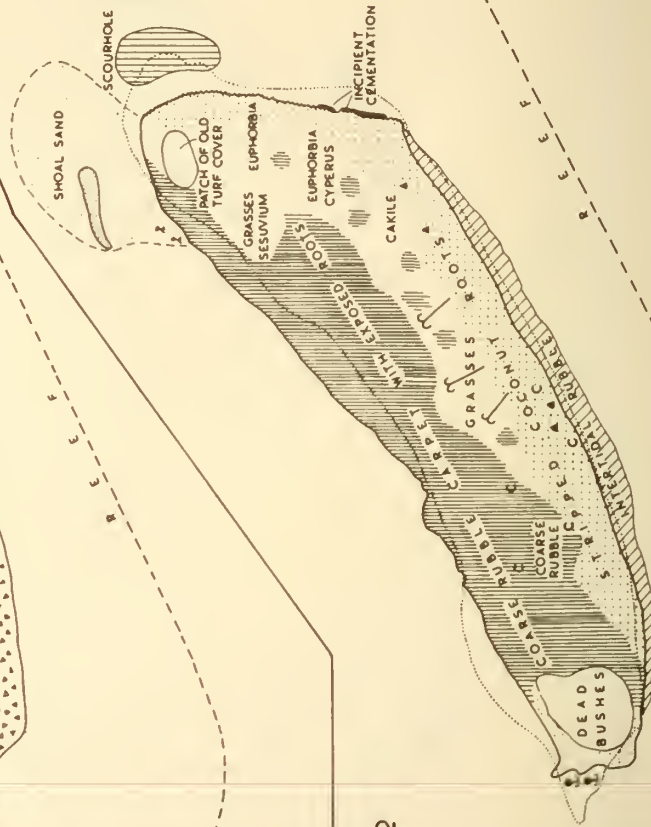 SCOURHOLE
SHOAL SAND
PATCH OF OLD
TURF COVER
EUPHORBIA
INCIPIENT
CEMENTATION
GRASSES
SESUVIUM
EUPHORBIA
CYPERUS
CAKILE
REEF
REEF
COARSE RUBBLE CARPET WITH EXPOSED ROOTS
GRASSES
COCONUT ROOTS
COARSE
RUBBLE
STRIPPED
INTERTIDAL RUBBLE
DEAD
BUSHES